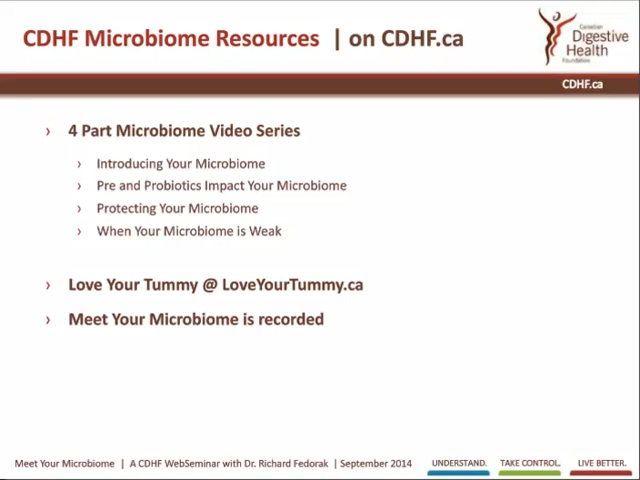 CDHF Microbiome Resources | on CDHF.ca
Canadian
Digestive
Health
Foundation
CDHF.ca
› 4 Part Microbiome Video Series
› Introducing Your Microbiome
› Pre and Probiotics Impact Your Microbiome
› Protecting Your Microbiome
› When Your Microbiome is Weak
› Love Your Tummy @ LoveYourTummy.ca
› Meet Your Microbiome is recorded
Meet Your Microbiome | A CDHF WebSeminar with Dr. Richard Fedorak | September 2014
UNDERSTAND. TAKE CONTROL. LIVE BETTER.